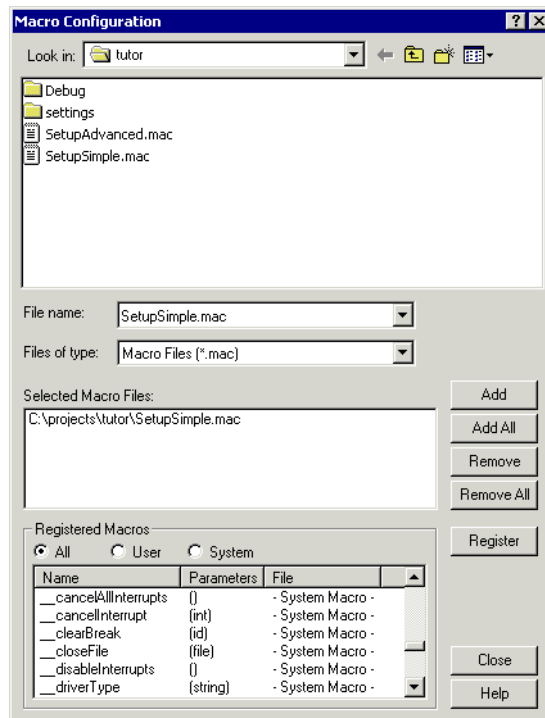 Macro Configuration
Look in: tutor
Debug
settings
SetupAdvanced.mac
SetupSimple.mac
File name: SetupSimple.mac
Files of type: Macro Files (*.mac)
Selected Macro Files:
C:\projects\tutor\SetupSimple.mac
Add
Add All
Remove
Remove All
Registered Macros
All User System
Register
Name Parameters File
__cancelAllInterrupts () - System Macro -
__cancelInterrupt (int) - System Macro -
__clearBreak (id) - System Macro -
__closeFile (file) - System Macro -
__disableInterrupts () - System Macro -
__driverType (string) - System Macro -
Close
Help